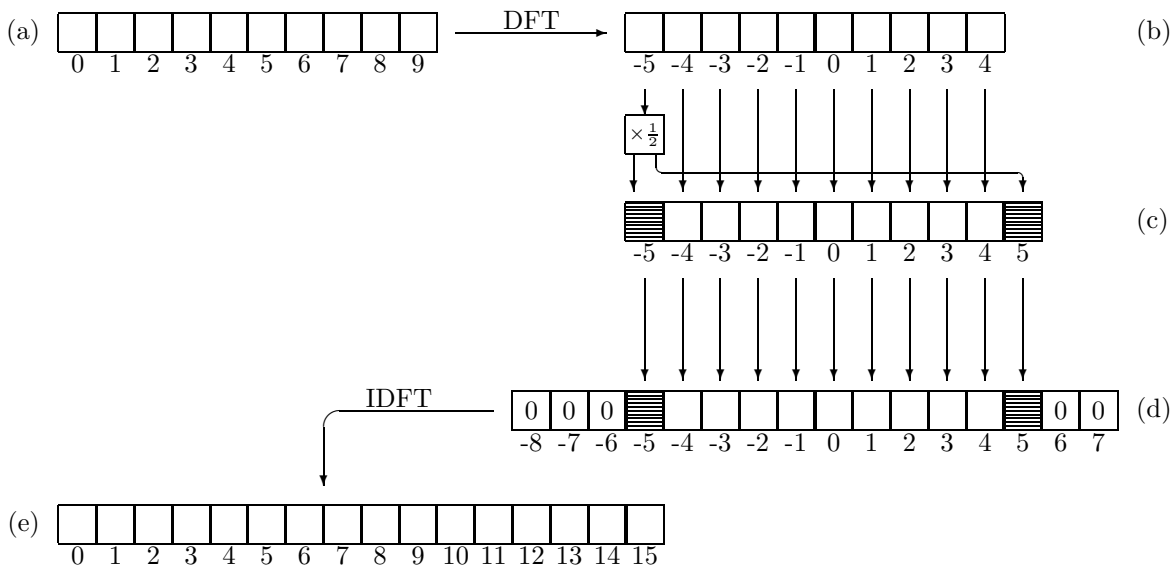 (a) DFT (b)
0 1 2 3 4 5 6 7 8 9 -5 -4 -3 -2 -1 0 1 2 3 4
× 1/2
(c)
-5 -4 -3 -2 -1 0 1 2 3 4 5
IDFT 0 0 0 0 0 (d)
-8 -7 -6 -5 -4 -3 -2 -1 0 1 2 3 4 5 6 7
(e)
0 1 2 3 4 5 6 7 8 9 10 11 12 13 14 15